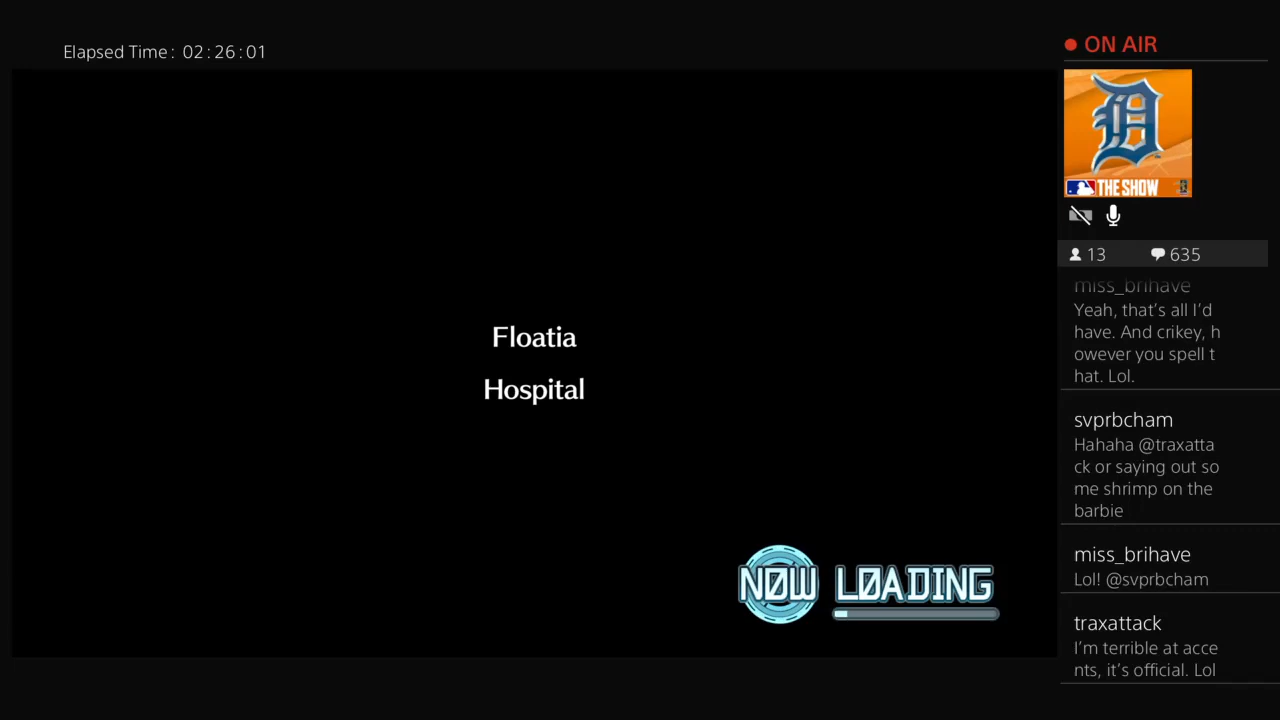 Elapsed Time: 02:26:01
ON AIR
D
THE SHOW
13
635
miss_brihave
Yeah, that's all I'd
have. And crikey, h
owever you spell t
hat. Lol.
svprbcham
Hahaha @traxatta
ck or saying out so
me shrimp on the
barbie
miss_brihave
Lol! @svprbcham
traxattack
I'm terrible at acce
nts, it's official. Lol
Floatia
Hospital
NOW LOADING